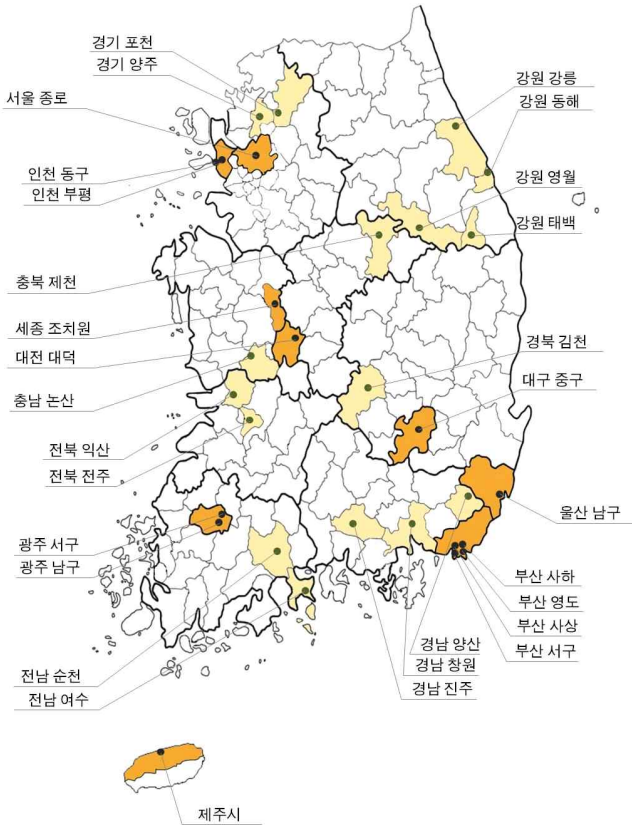 경기 포천
경기 양주
서울 종로
인천 동구
인천 부평
강원 강릉
강원 동해
강원 영월
강원 태백
충북 제천
세종 조치원
대전 대덕
충남 논산
경북 김천
대구 중구
전북 익산
전북 전주
울산 남구
광주 서구
광주 남구
부산 사하
부산 영도
부산 사상
부산 서구
경남 양산
경남 창원
경남 진주
전남 순천
전남 여수
제주시